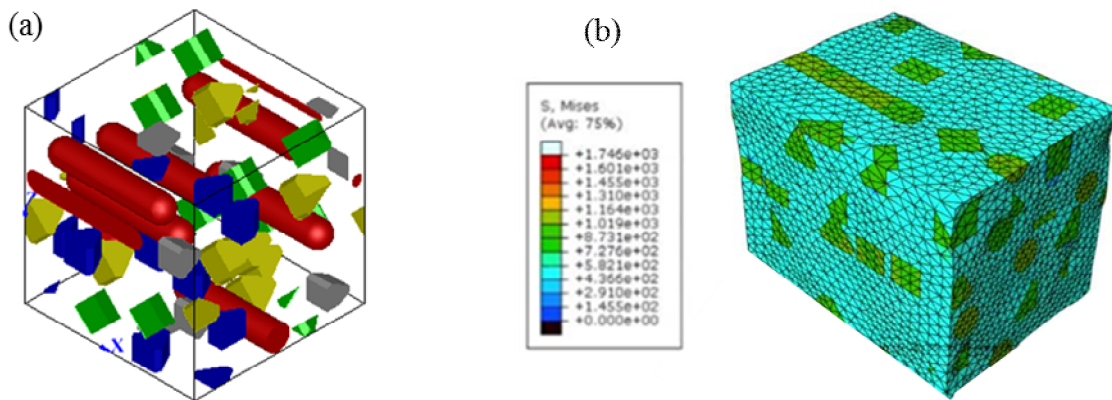 (a)
X
(b)
S, Mises
(Avg: 75%)
+1.746e+03
+1.601e+03
+1.455e+03
+1.310e+03
+1.164e+03
+1.019e+03
+8.731e+02
+7.276e+02
+5.821e+02
+4.366e+02
+2.910e+02
+1.455e+02
+0.000e+00